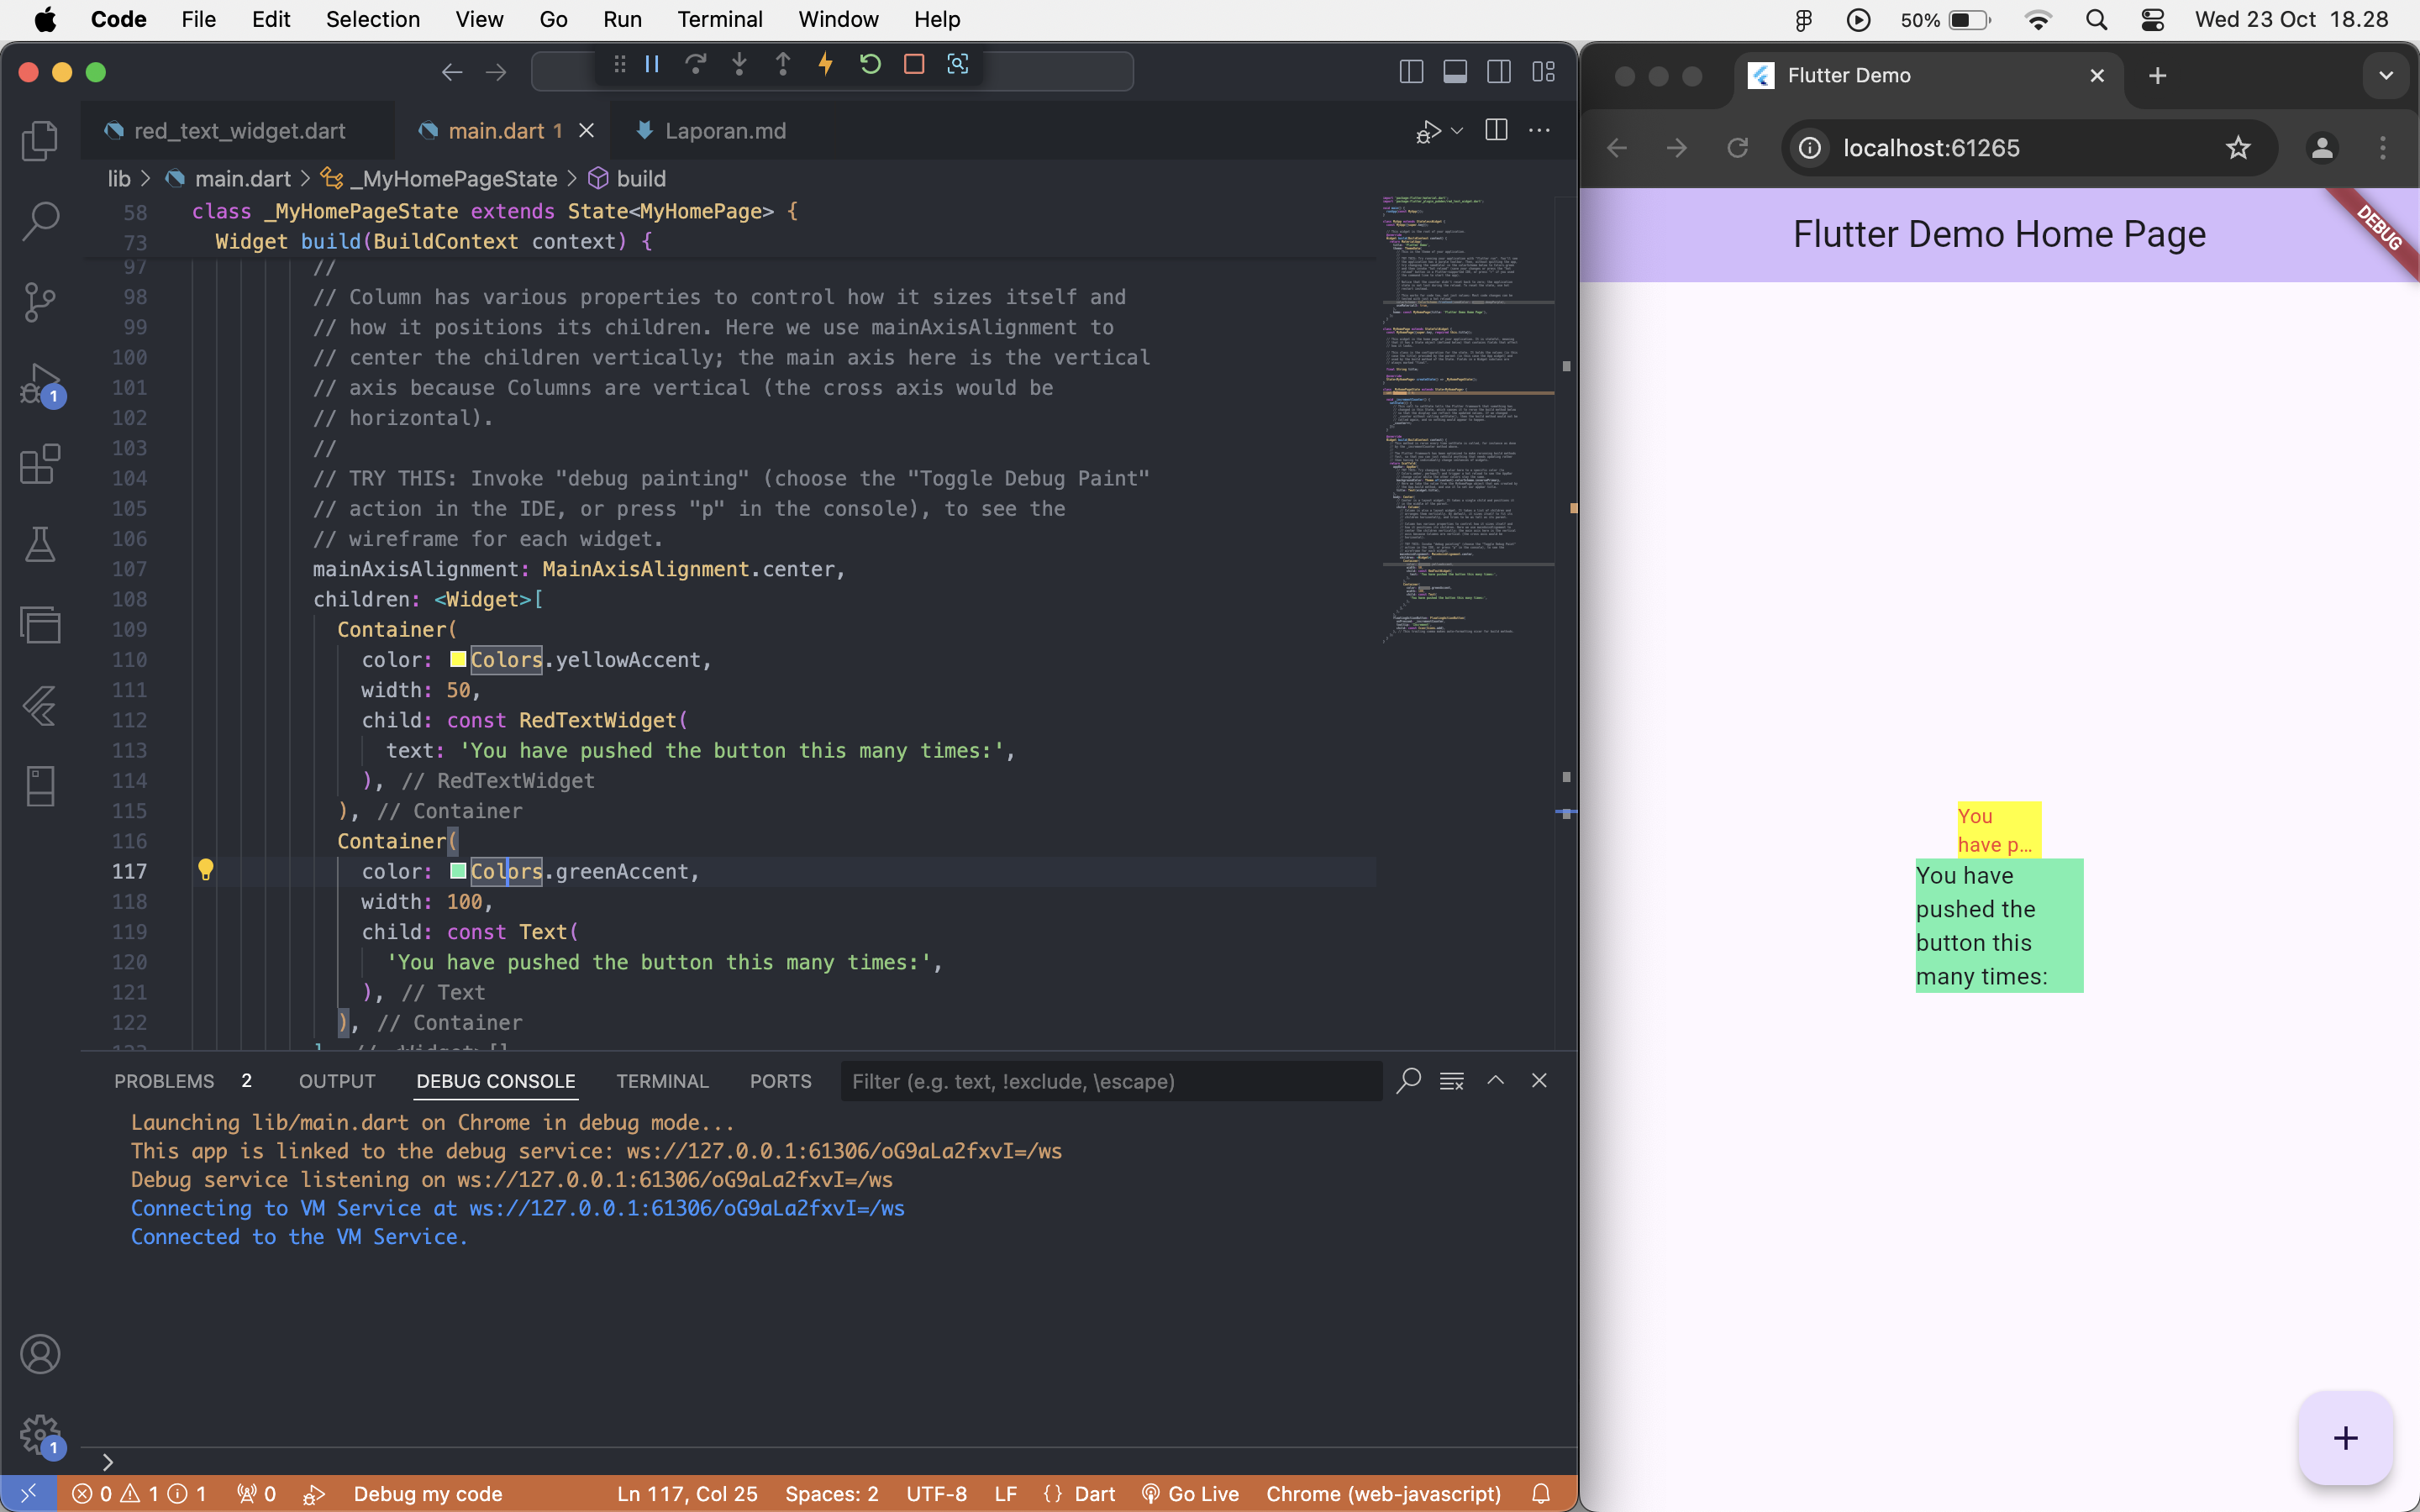 Code File Edit Selection View Go Run Terminal Window Help 50% Wed 23 Oct 18.28
red_text_widget.dart main.dart 1 Laporan.md
lib > main.dart > _MyHomePageState > build
58 class _MyHomePageState extends State<MyHomePage> {
73 Widget build(BuildContext context) {
97 //
98 // Column has various properties to control how it sizes itself and
99 // how it positions its children. Here we use mainAxisAlignment to
100 // center the children vertically; the main axis here is the vertical
101 // axis because Columns are vertical (the cross axis would be
102 // horizontal).
103 //
104 // TRY THIS: Invoke "debug painting" (choose the "Toggle Debug Paint"
105 // action in the IDE, or press "p" in the console), to see the
106 // wireframe for each widget.
107 mainAxisAlignment: MainAxisAlignment.center,
108 children: <Widget>[
109 Container(
110 color: Colors.yellowAccent,
111 width: 50,
112 child: const RedTextWidget(
113 text: 'You have pushed the button this many times:',
114 ), // RedTextWidget
115 ), // Container
116 Container(
117 color: Colors.greenAccent,
118 width: 100,
119 child: const Text(
120 'You have pushed the button this many times:',
121 ), // Text
122 ), // Container
PROBLEMS 2 OUTPUT DEBUG CONSOLE TERMINAL PORTS Filter (e.g. text, !exclude, \escape)
Launching lib/main.dart on Chrome in debug mode...
This app is linked to the debug service: ws://127.0.0.1:61306/oG9aLa2fxvI=/ws
Debug service listening on ws://127.0.0.1:61306/oG9aLa2fxvI=/ws
Connecting to VM Service at ws://127.0.0.1:61306/oG9aLa2fxvI=/ws
Connected to the VM Service.
1
1
>
0 1 1 0 Debug my code Ln 117, Col 25 Spaces: 2 UTF-8 LF {} Dart Go Live Chrome (web-javascript)
Flutter Demo
localhost:61265
Flutter Demo Home Page
DEBUG
You
have p…
You have
pushed the
button this
many times:
+